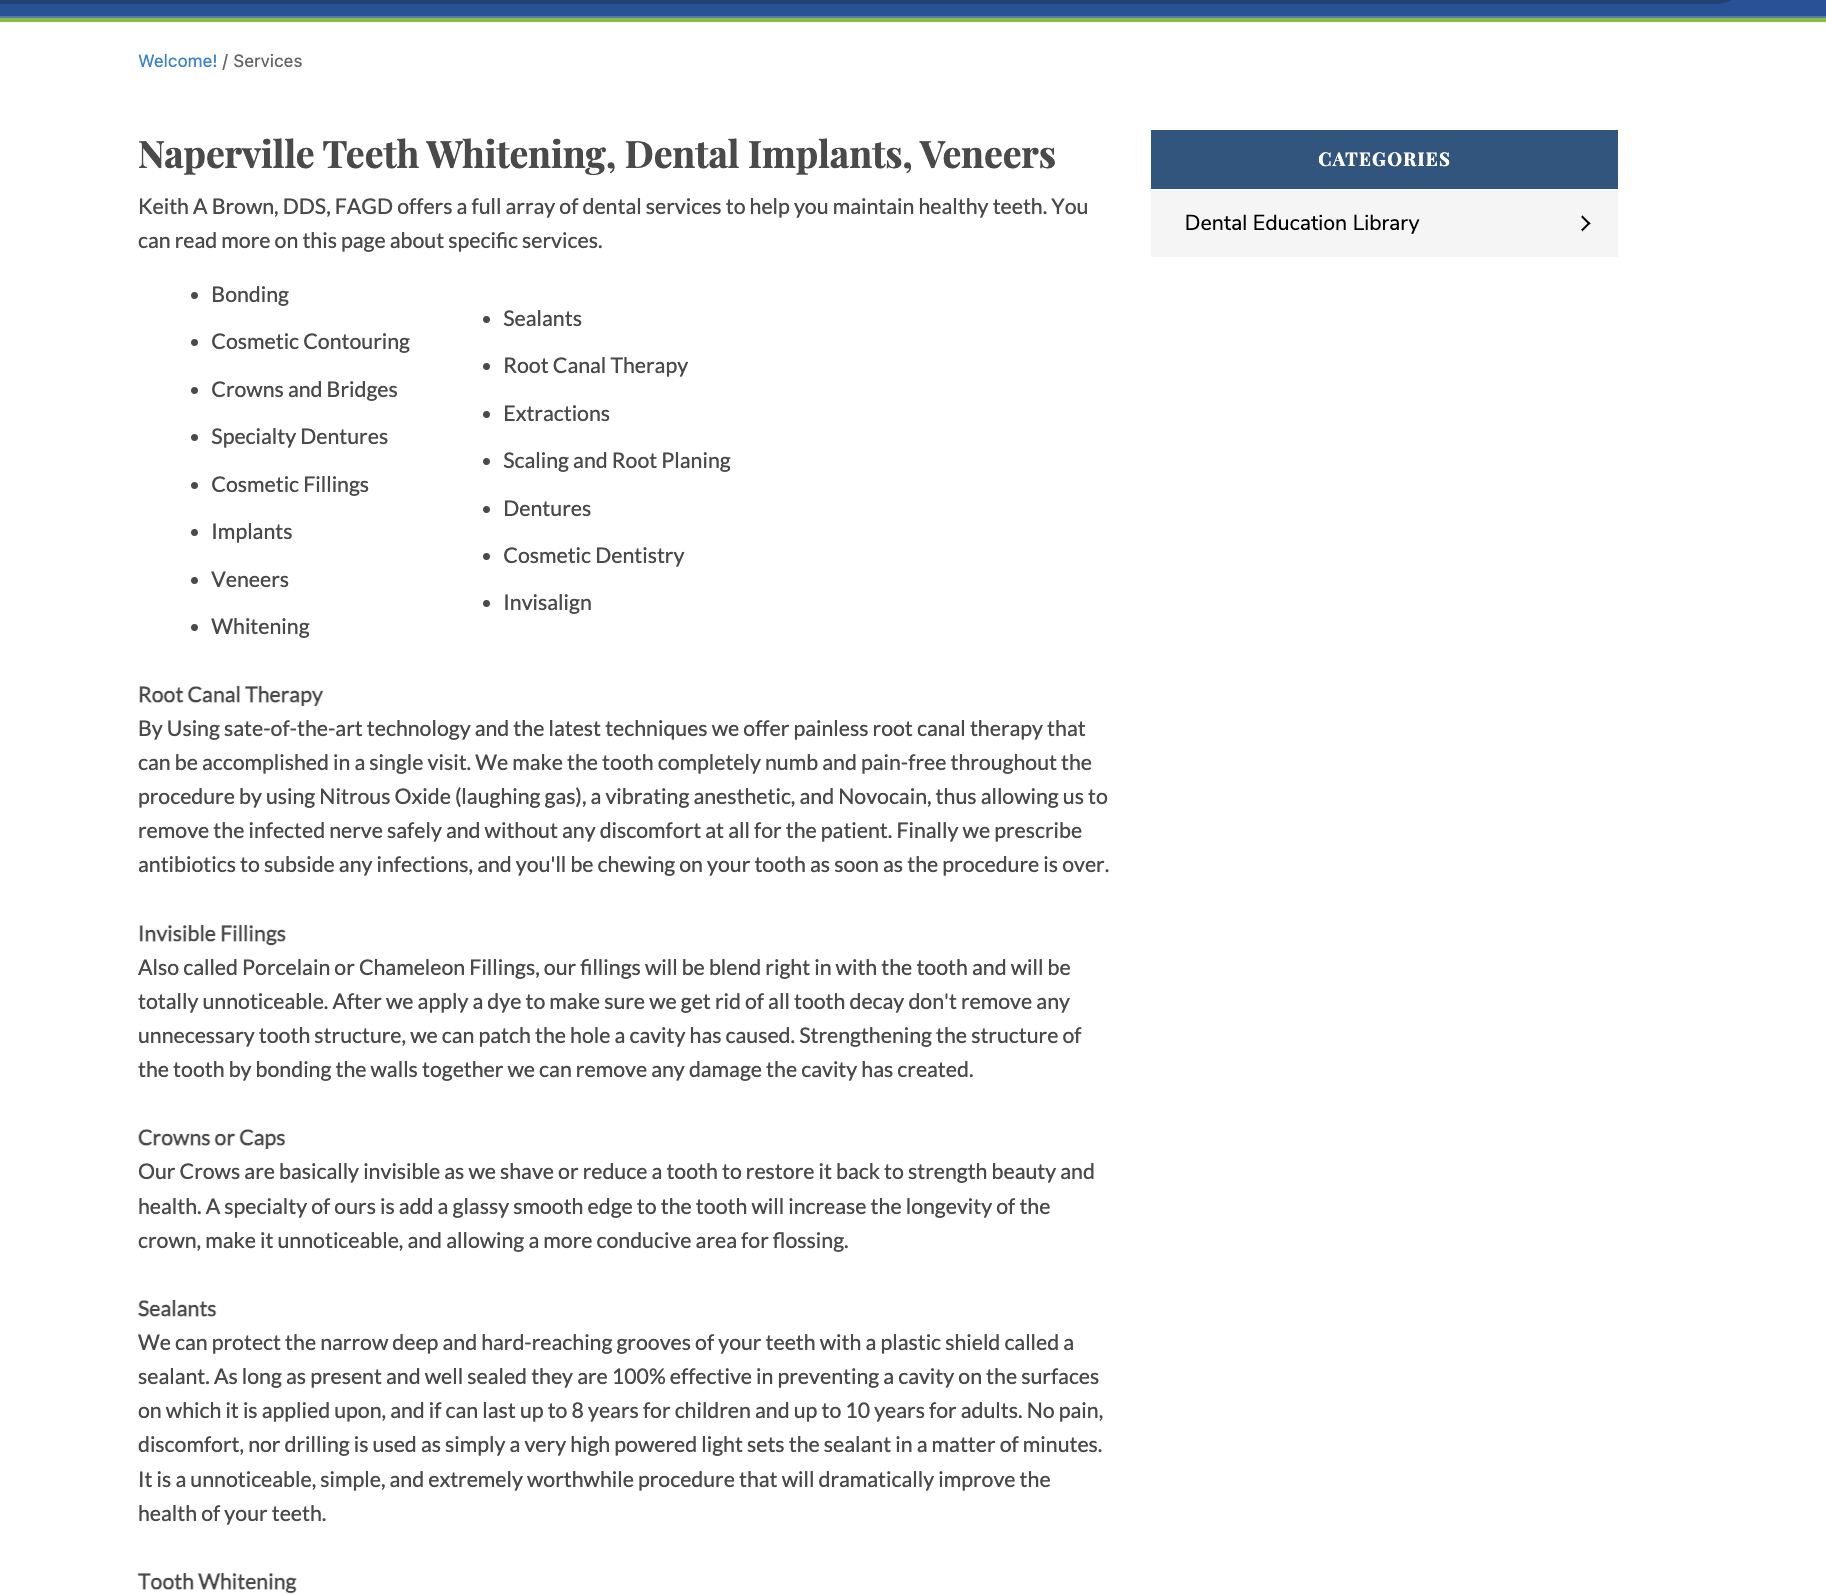 Welcome! / Services
Naperville Teeth Whitening, Dental Implants, Veneers
Keith A Brown, DDS, FAGD offers a full array of dental services to help you maintain healthy teeth. You
can read more on this page about specific services.
• Bonding
• Cosmetic Contouring
• Crowns and Bridges
• Specialty Dentures
• Cosmetic Fillings
• Implants
• Veneers
• Whitening
• Sealants
• Root Canal Therapy
• Extractions
• Scaling and Root Planing
• Dentures
• Cosmetic Dentistry
• Invisalign
Root Canal Therapy
By Using sate-of-the-art technology and the latest techniques we offer painless root canal therapy that
can be accomplished in a single visit. We make the tooth completely numb and pain-free throughout the
procedure by using Nitrous Oxide (laughing gas), a vibrating anesthetic, and Novocain, thus allowing us to
remove the infected nerve safely and without any discomfort at all for the patient. Finally we prescribe
antibiotics to subside any infections, and you'll be chewing on your tooth as soon as the procedure is over.
Invisible Fillings
Also called Porcelain or Chameleon Fillings, our fillings will be blend right in with the tooth and will be
totally unnoticeable. After we apply a dye to make sure we get rid of all tooth decay don't remove any
unnecessary tooth structure, we can patch the hole a cavity has caused. Strengthening the structure of
the tooth by bonding the walls together we can remove any damage the cavity has created.
Crowns or Caps
Our Crows are basically invisible as we shave or reduce a tooth to restore it back to strength beauty and
health. A specialty of ours is add a glassy smooth edge to the tooth will increase the longevity of the
crown, make it unnoticeable, and allowing a more conducive area for flossing.
Sealants
We can protect the narrow deep and hard-reaching grooves of your teeth with a plastic shield called a
sealant. As long as present and well sealed they are 100% effective in preventing a cavity on the surfaces
on which it is applied upon, and if can last up to 8 years for children and up to 10 years for adults. No pain,
discomfort, nor drilling is used as simply a very high powered light sets the sealant in a matter of minutes.
It is a unnoticeable, simple, and extremely worthwhile procedure that will dramatically improve the
health of your teeth.
Tooth Whitening
CATEGORIES
Dental Education Library